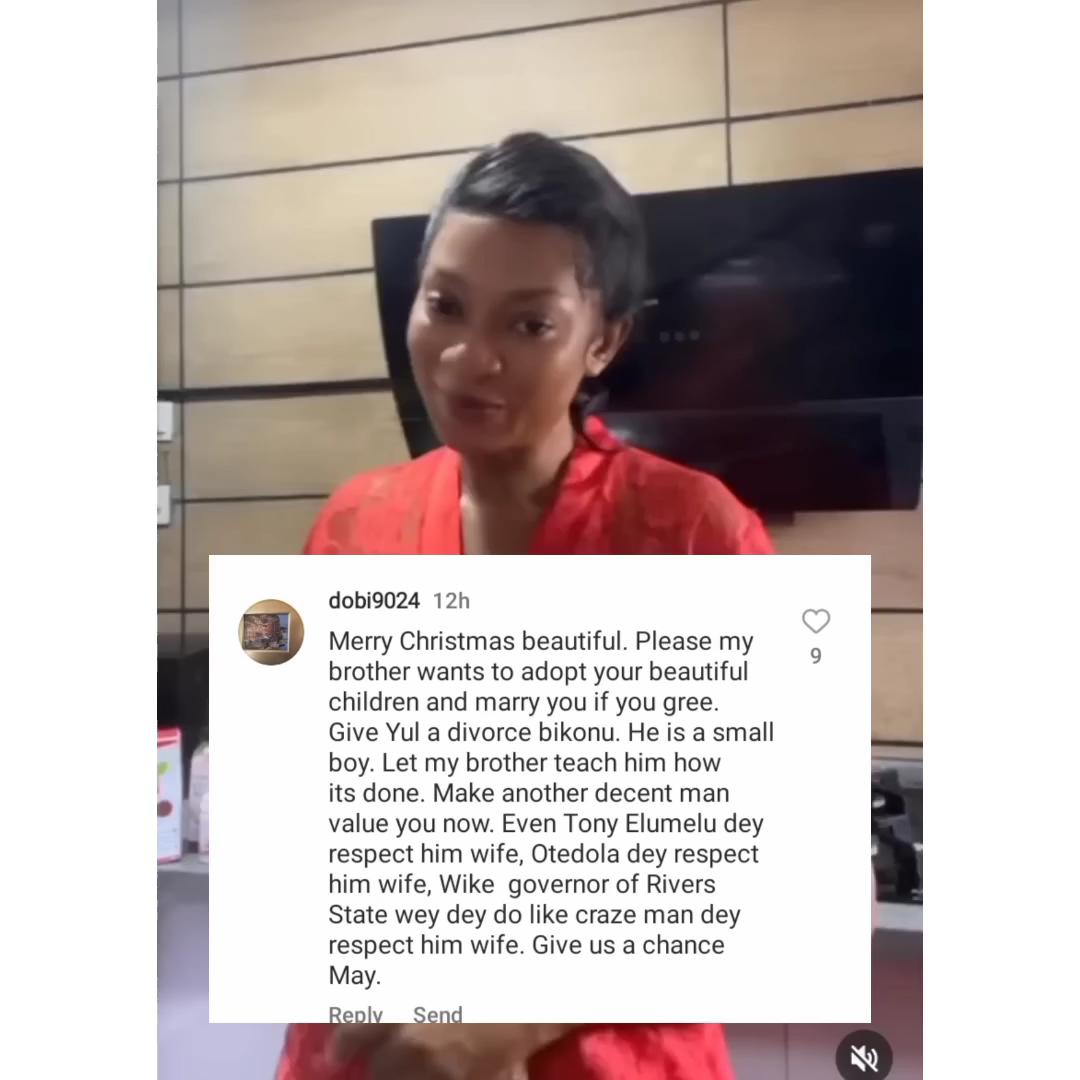 dobi9024 12h
Merry Christmas beautiful. Please my
brother wants to adopt your beautiful
children and marry you if you gree.
Give Yul a divorce bikonu. He is a small
boy. Let my brother teach him how
its done. Make another decent man
value you now. Even Tony Elumelu dey
respect him wife, Otedola dey respect
him wife, Wike  governor of Rivers
State wey dey do like craze man dey
respect him wife. Give us a chance
May.
9
Reply Send